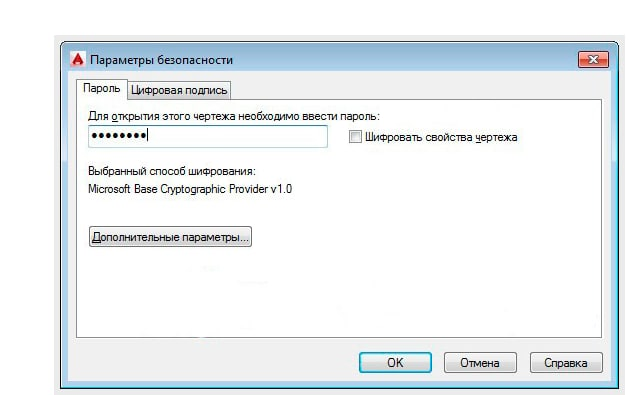 Параметры безопасности
Пароль
Цифровая подпись
Для открытия этого чертежа необходимо ввести пароль:
••••••••
Шифровать свойства чертежа
Выбранный способ шифрования:
Microsoft Base Cryptographic Provider v1.0
Дополнительные параметры...
OK
Отмена
Справка